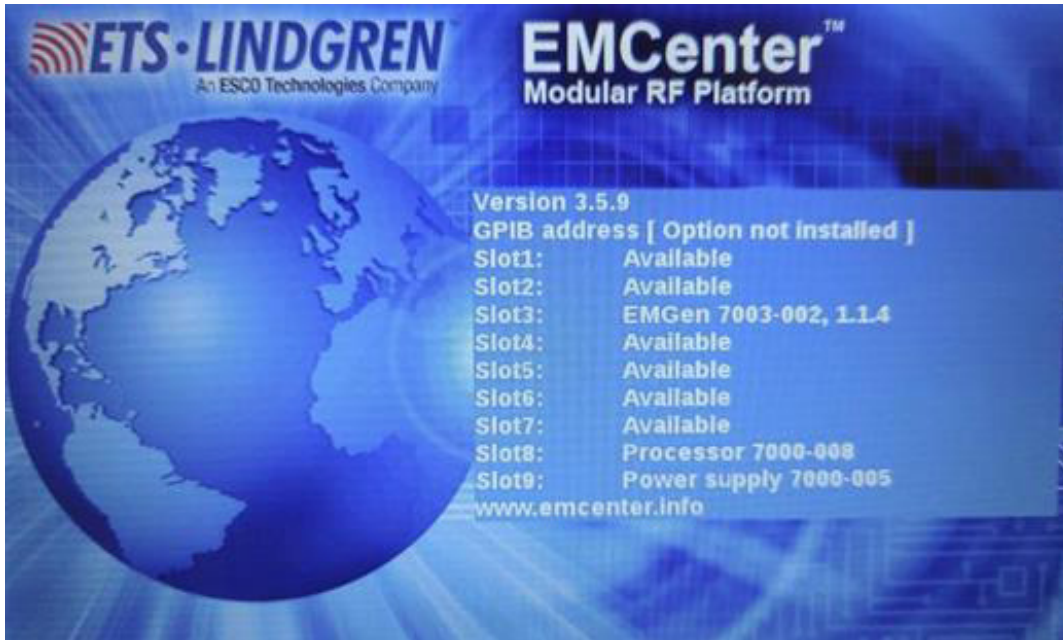 ETS·LINDGREN™
An ESCO Technologies Company
EMCenter™
Modular RF Platform
Version 3.5.9
GPIB address [ Option not installed ]
Slot1: Available
Slot2: Available
Slot3: EMGen 7003-002, 1.1.4
Slot4: Available
Slot5: Available
Slot6: Available
Slot7: Available
Slot8: Processor 7000-008
Slot9: Power supply 7000-005
www.emcenter.info